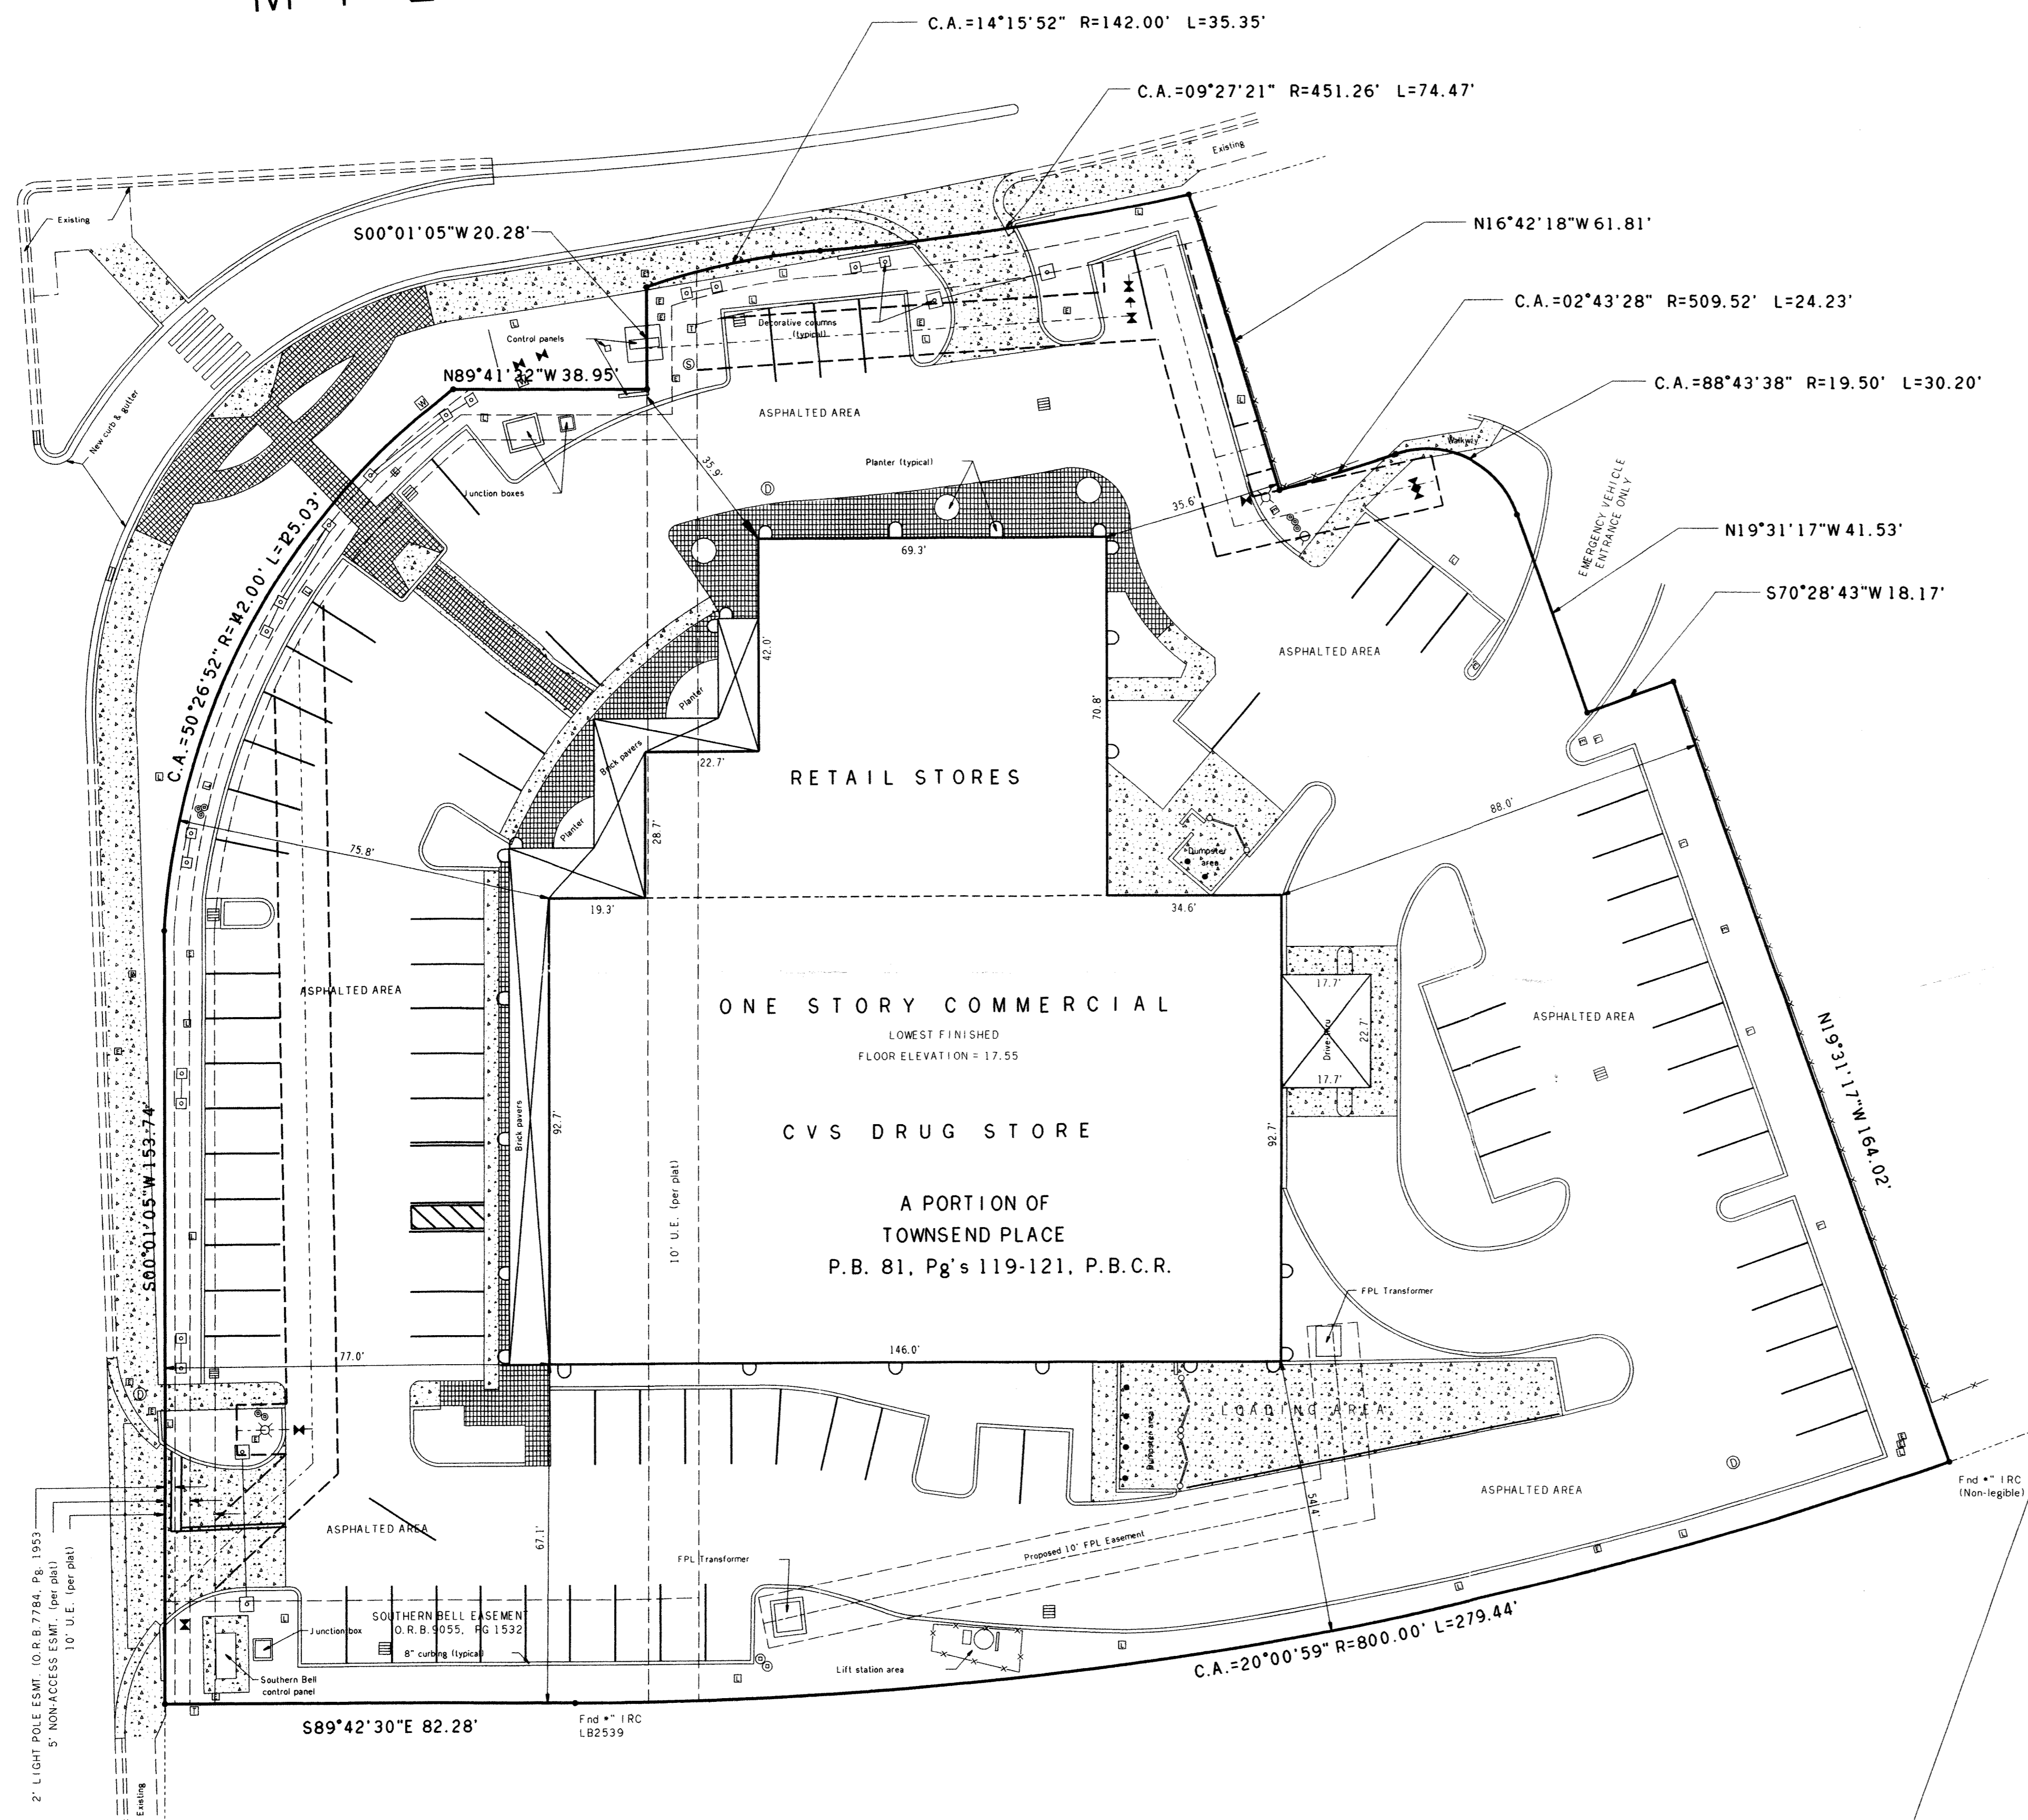 C.A.=14°15'52" R=142.00' L=35.35'
C.A.=09°27'21" R=451.26' L=74.47'
Existing
Existing
S00°01'05"W 20.28'
N16°42'18"W 61.81'
C.A.=02°43'28" R=509.52' L=24.23'
Decorative columns
(typical)
Control panels
N89°41'32"W 38.95'
C.A.=88°43'38" R=19.50' L=30.20'
New curb & gutter
ASPHALTED AREA
Walkway
35.9'
Planter (typical)
Junction boxes
35.6'
EMERGENCY VEHICLE
ENTRANCE ONLY
N19°31'17"W 41.53'
69.3'
S70°28'43"W 18.17'
C.A.=50°26'52" R=142.00' L=125.03'
42.0'
ASPHALTED AREA
Planter
70.8'
Brick pavers
22.7'
RETAIL STORES
88.0'
Planter
28.7'
75.8'
Dumpster
area
19.3'
34.6'
ASPHALTED AREA
17.7'
ONE STORY COMMERCIAL
LOWEST FINISHED
FLOOR ELEVATION = 17.55
Drive-thru
22.7'
17.7'
ASPHALTED AREA
N19°31'17"W 164.02'
Brick pavers
92.7'
CVS DRUG STORE
92.7'
S00°01'05"W 153.74'
10' U.E. (per plat)
A PORTION OF
TOWNSEND PLACE
P.B. 81, Pg's 119-121, P.B.C.R.
FPL Transformer
77.0'
146.0'
LOADING AREA
Dumpster area
ASPHALTED AREA
Fnd *" IRC
(Non-legible)
54.4'
ASPHALTED AREA
67.1'
Proposed 10' FPL Easement
FPL Transformer
2' LIGHT POLE ESMT. (O.R.B. 7784, Pg. 1953
5' NON-ACCESS ESMT. (per plat)
10' U.E. (per plat)
SOUTHERN BELL EASEMENT
O.R.B. 9055, PG 1532
Junction box
8" curbing (typical)
C.A.=20°00'59" R=800.00' L=279.44'
Lift station area
Southern Bell
control panel
S89°42'30"E 82.28'
Fnd *" IRC
LB2539
Existing